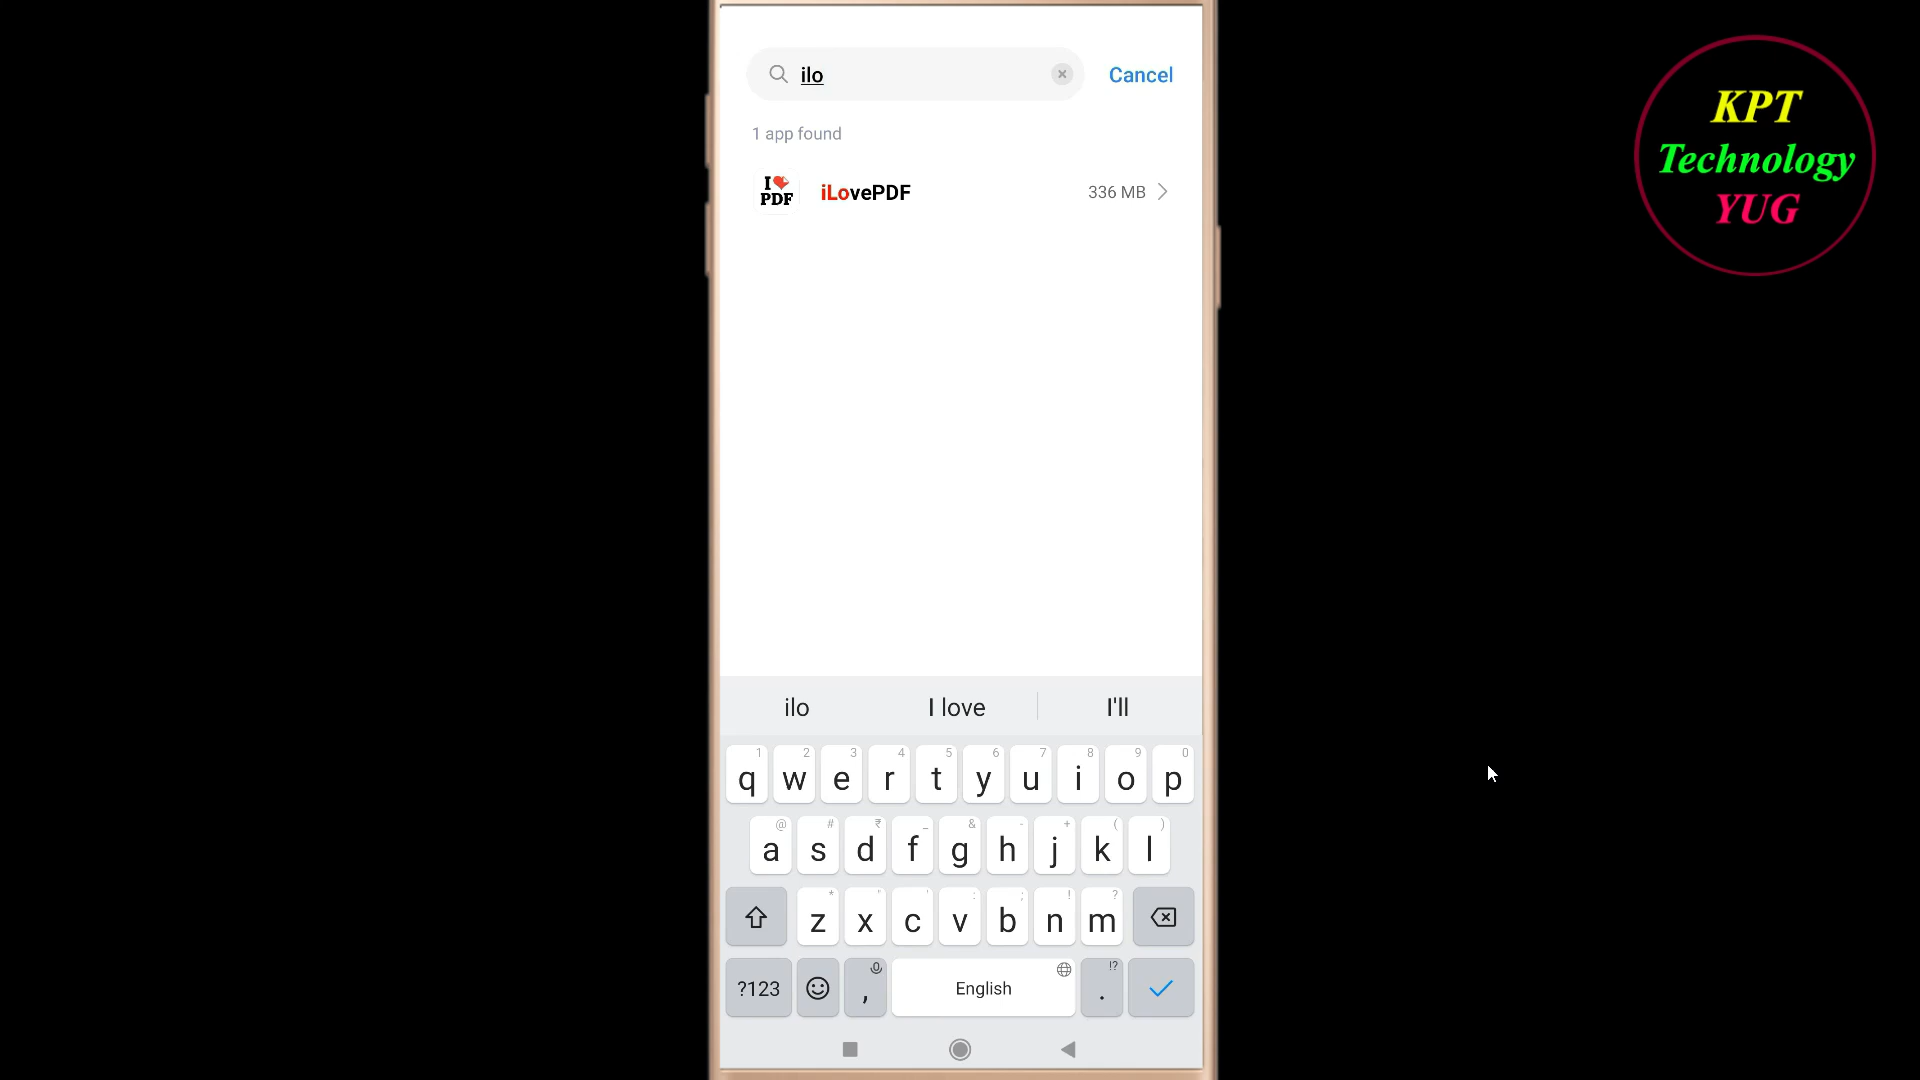 ilo
Cancel
KPT
Technology
YUG
1 app found
I
PDF
iLovePDF
336 MB
ilo
I love
I'll
1 2 3 4 5 6 7 8 9 0
q w e r t y u i o p
@ # ₹ _ & - + ( )
a s d f g h j k l
* " ' : ; ! ?
z x c v b n m
!?
?123 , English .